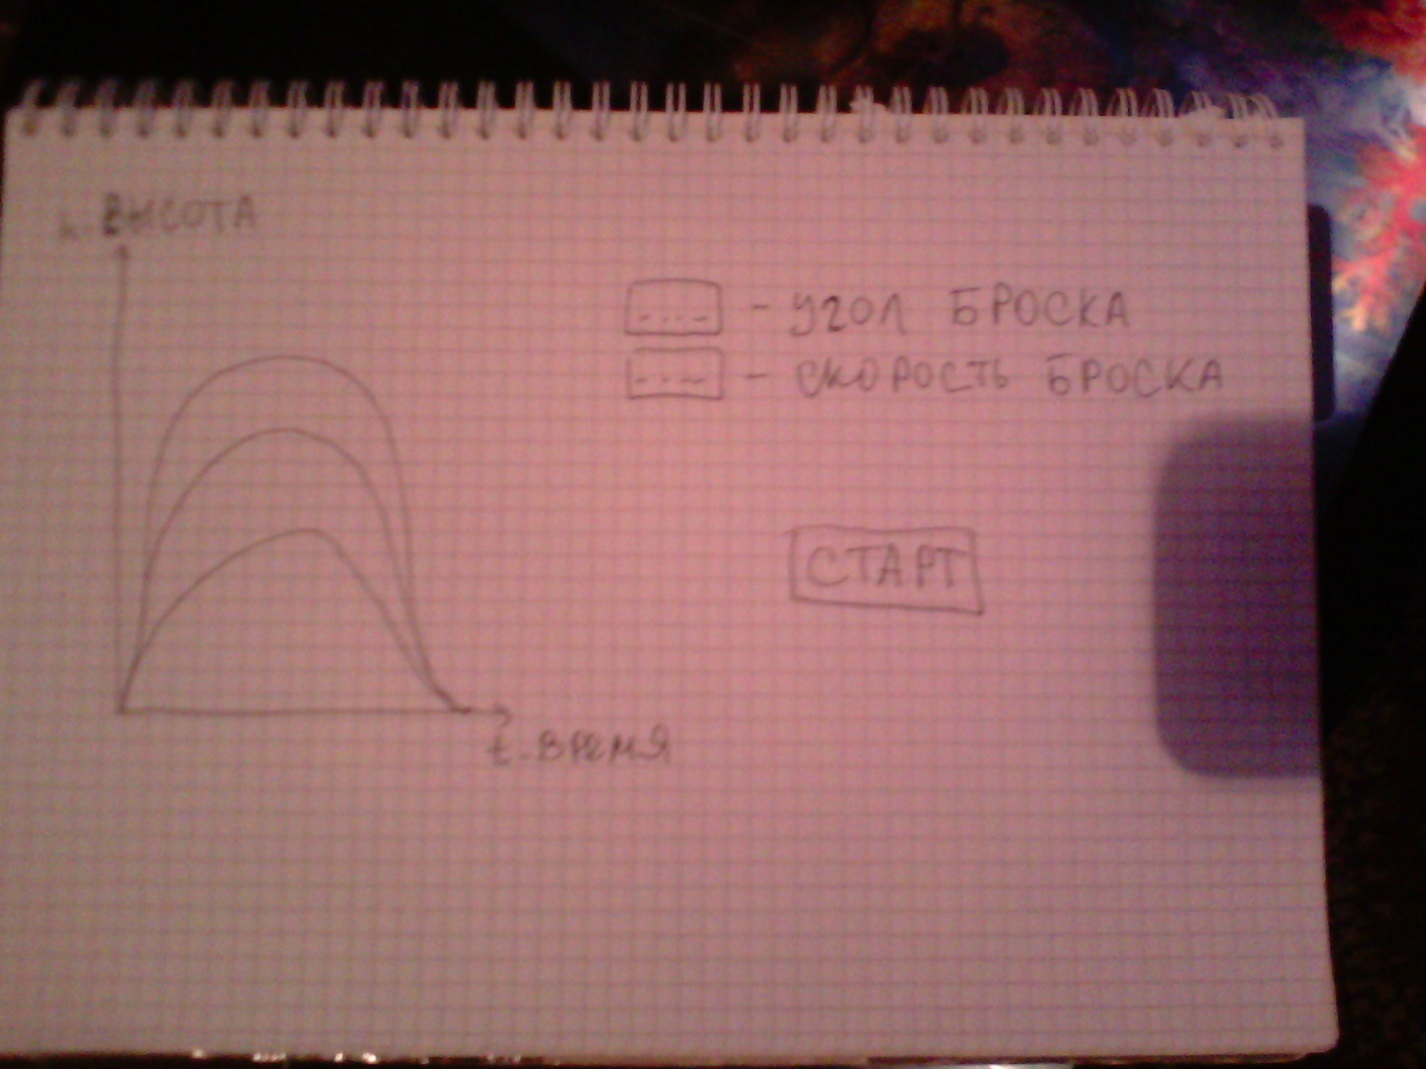 h. ВЫСОТА
- УГОЛ БРОСКА
- СКОРОСТЬ БРОСКА
СТАРТ
t. ВРЕМЯ